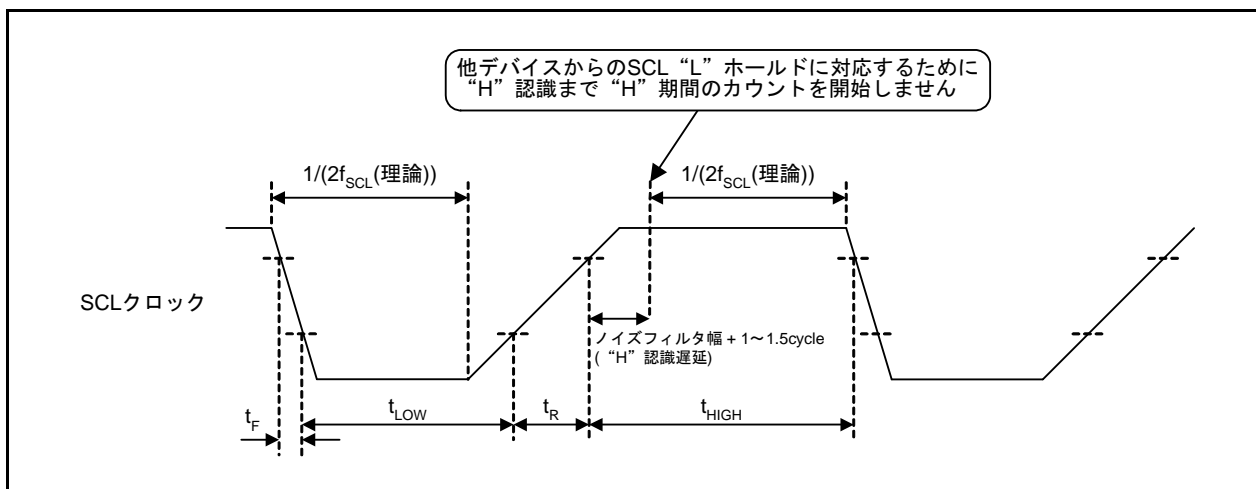 他デバイスからのSCL“L”ホールドに対応するために
“H”認識まで“H”期間のカウントを開始しません
1/(2fSCL(理論))
1/(2fSCL(理論))
SCLクロック
ノイズフィルタ幅 + 1～1.5cycle
(“H”認識遅延)
tF
tLOW
tR
tHIGH